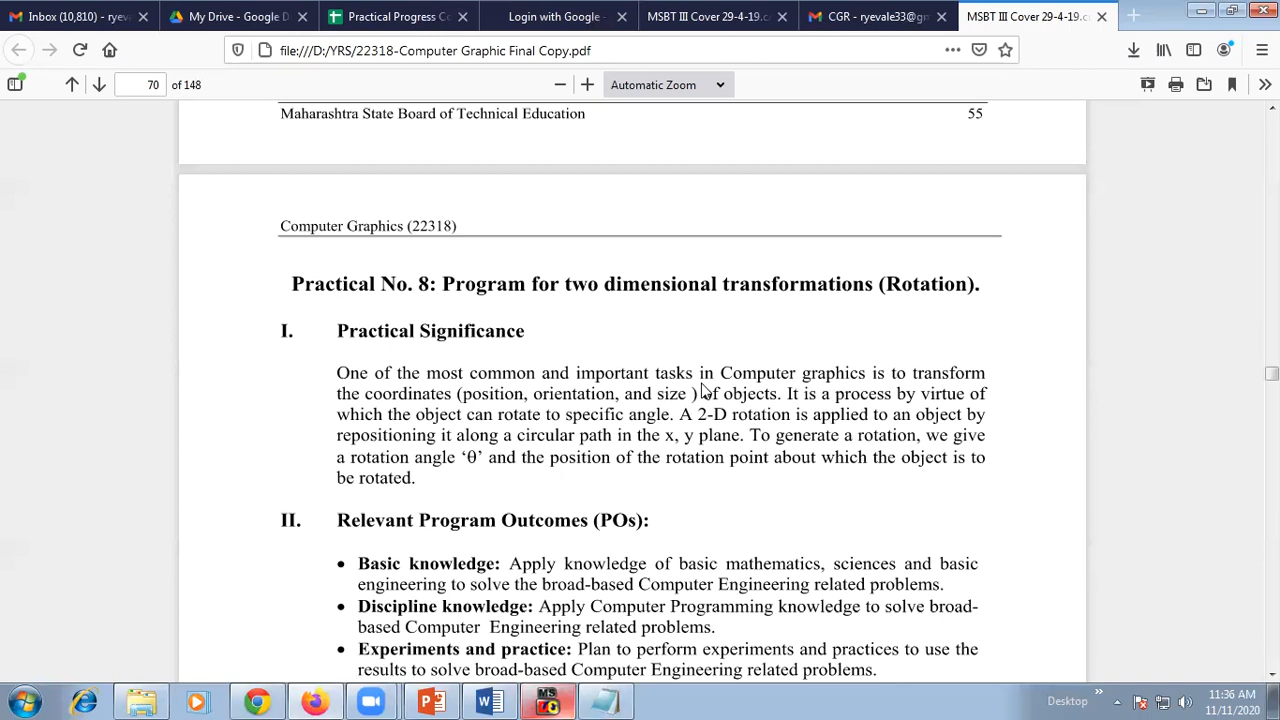 Inbox (10,810) - ryev
My Drive - Google D
Practical Progress C
Login with Google -
MSBT III Cover 29-4-19.c
CGR - ryevale33@gm
MSBT III Cover 29-4-19.c
file:///D:/YRS/22318-Computer Graphic Final Copy.pdf
70 of 148
Automatic Zoom
Maharashtra State Board of Technical Education 55
Computer Graphics (22318)
Practical No. 8: Program for two dimensional transformations (Rotation).
I. Practical Significance
One of the most common and important tasks in Computer graphics is to transform
the coordinates (position, orientation, and size ) of objects. It is a process by virtue of
which the object can rotate to specific angle. A 2-D rotation is applied to an object by
repositioning it along a circular path in the x, y plane. To generate a rotation, we give
a rotation angle ‘θ’ and the position of the rotation point about which the object is to
be rotated.
II. Relevant Program Outcomes (POs):
• Basic knowledge: Apply knowledge of basic mathematics, sciences and basic
engineering to solve the broad-based Computer Engineering related problems.
• Discipline knowledge: Apply Computer Programming knowledge to solve broad-
based Computer Engineering related problems.
• Experiments and practice: Plan to perform experiments and practices to use the
results to solve broad-based Computer Engineering related problems.
MS
Desktop
11:36 AM
11/11/2020